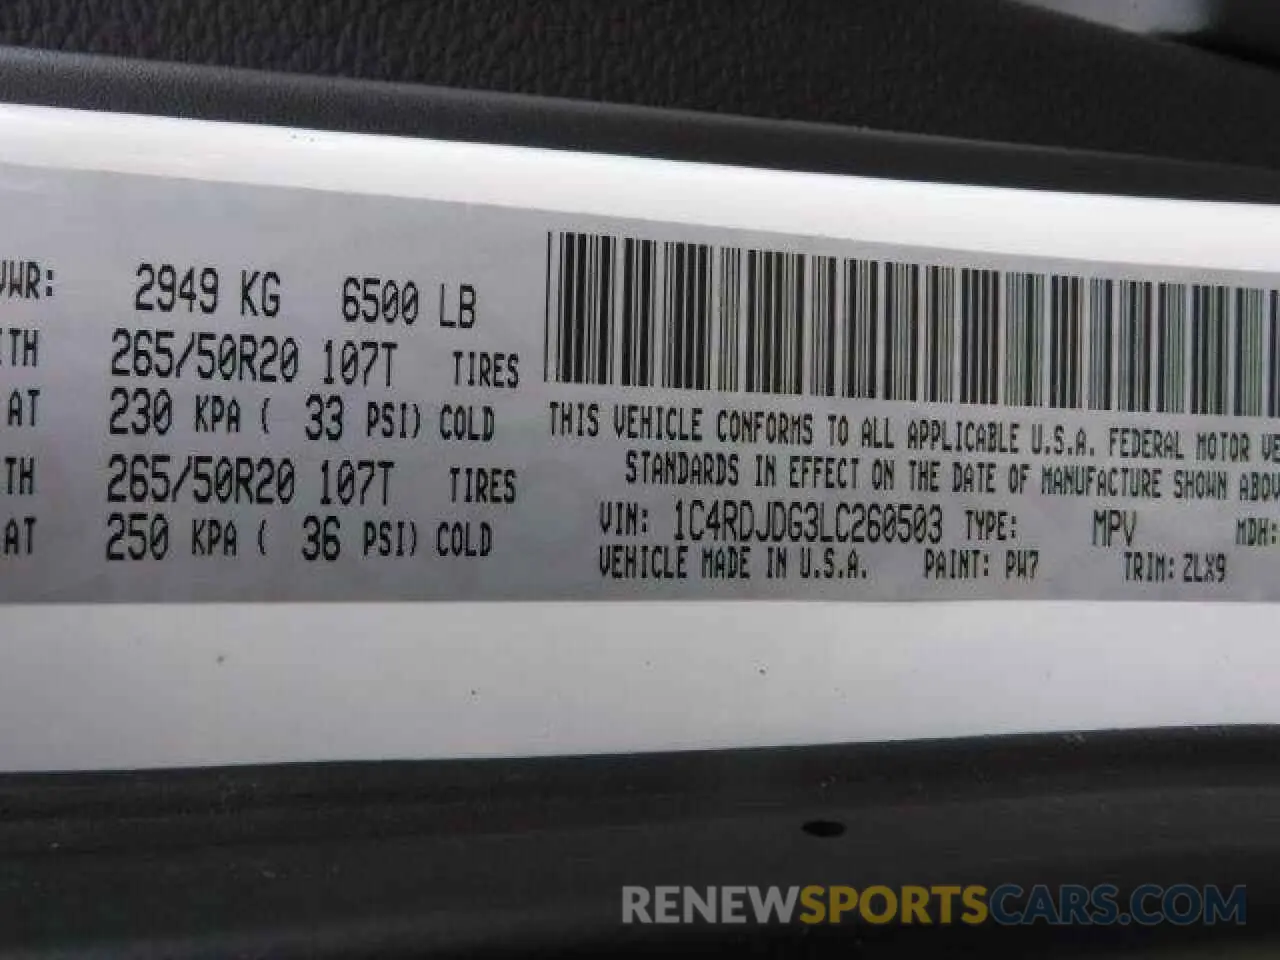 VWR: 2949 KG 6500 LB
ITH 265/50R20 107T TIRES
AT 230 KPA ( 33 PSI) COLD
TH 265/50R20 107T TIRES
AT 250 KPA ( 36 PSI) COLD
THIS VEHICLE CONFORMS TO ALL APPLICABLE U.S.A. FEDERAL MOTOR VE
STANDARDS IN EFFECT ON THE DATE OF MANUFACTURE SHOWN ABOV
VIN: 1C4RDJDG3LC260503 TYPE: MPV MDH:
VEHICLE MADE IN U.S.A. PAINT: PW7 TRIM: ZLX9
RENEWSPORTSCARS.COM